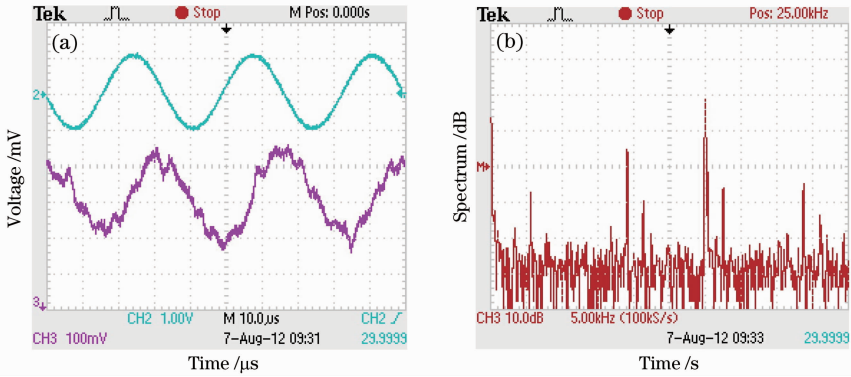 Tek Stop M Pos: 0.000s
(a)
2
3
Voltage /mV
CH2 1.00V M 10.0µs CH2
CH3 100mV 7-Aug-12 09:31 29.9999
Time /µs
Tek Stop Pos: 25.00kHz
(b)
M
Spectrum /dB
CH3 10.0dB 5.00kHz (100kS/s)
7-Aug-12 09:33 29.9999
Time /s